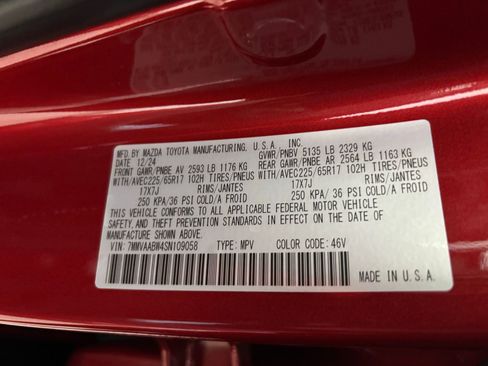 MFD. BY MAZDA TOYOTA MANUFACTURING, U.S.A., INC.
DATE 12/24 GVWR/PNBV 5135 LB 2329 KG
FRONT GAWR/PNBE AV 2593 LB 1176 KG REAR GAWR/PNBE AR 2564 LB 1163 KG
WITH/AVEC225/65R17 102H TIRES/PNEUS WITH/AVEC225/65R17 102H TIRES/PNEUS
17X7J RIMS/JANTES 17X7J RIMS/JANTES
250 KPA/36 PSI COLD/A FROID 250 KPA/36 PSI COLD/A FROID
THIS VEHICLE CONFORMS TO ALL APPLICABLE FEDERAL MOTOR VEHICLE
SAFETY, AND THEFT PREVENTION STANDARDS IN EFFECT ON THE DATE OF
MANUFACTURE SHOWN ABOVE.
VIN: 7MMVAABW4SN109058 TYPE: MPV COLOR CODE: 46V
MADE IN U.S.A.